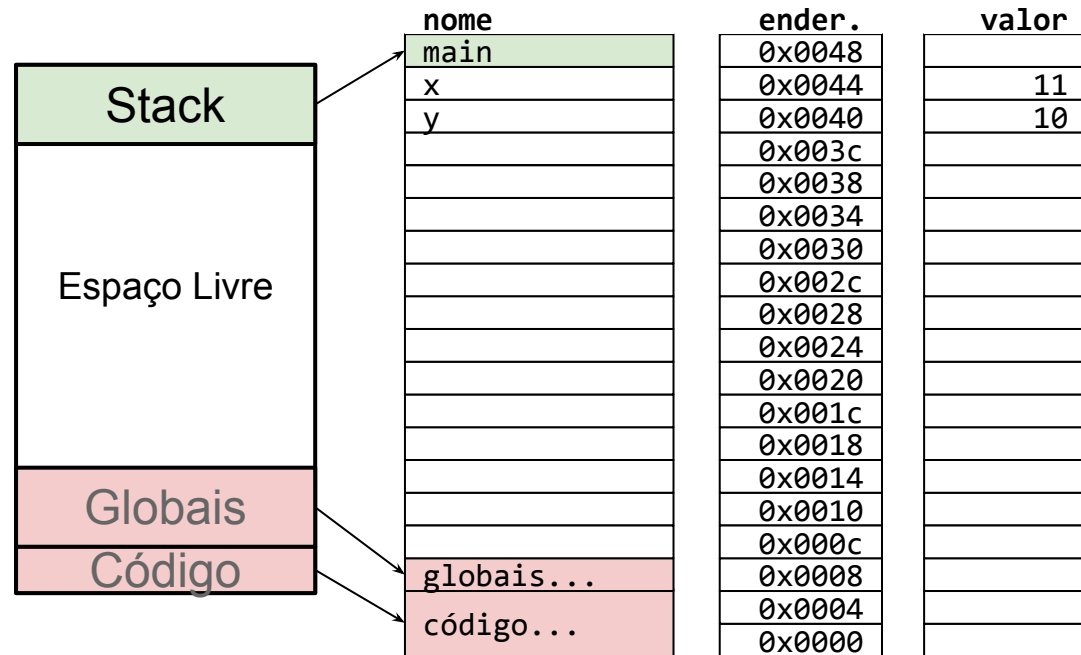 nome ender. valor
main 0x0048
Stack
x 0x0044 11
y 0x0040 10
0x003c
0x0038
0x0034
0x0030
Espaço Livre
0x002c
0x0028
0x0024
0x0020
0x001c
0x0018
0x0014
Globais
0x0010
0x000c
Código
globais... 0x0008
código... 0x0004
0x0000